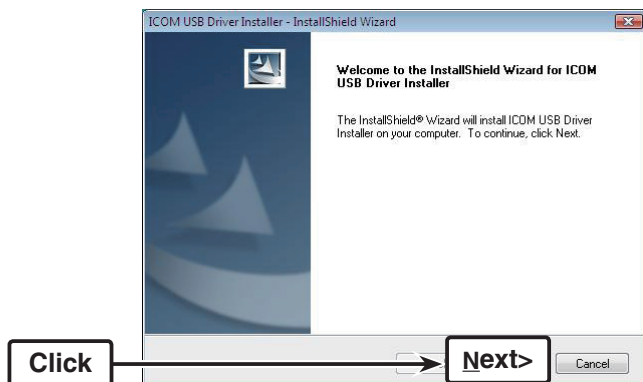 ICOM USB Driver Installer - InstallShield Wizard
Welcome to the InstallShield Wizard for ICOM
USB Driver Installer
The InstallShield® Wizard will install ICOM USB Driver
Installer on your computer. To continue, click Next.
Click
Next>
Cancel